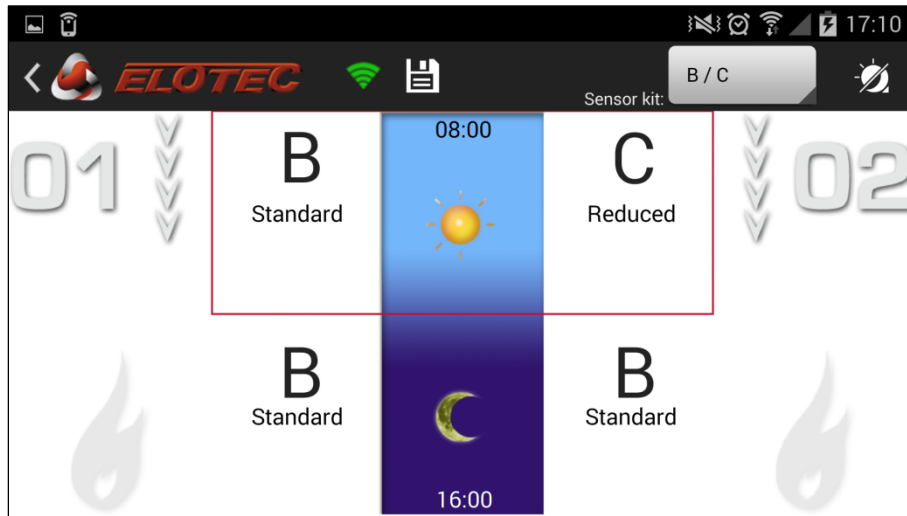 17:10
ELOTEC
Sensor kit:
B / C
01
B
Standard
08:00
C
Reduced
02
B
Standard
B
Standard
16:00